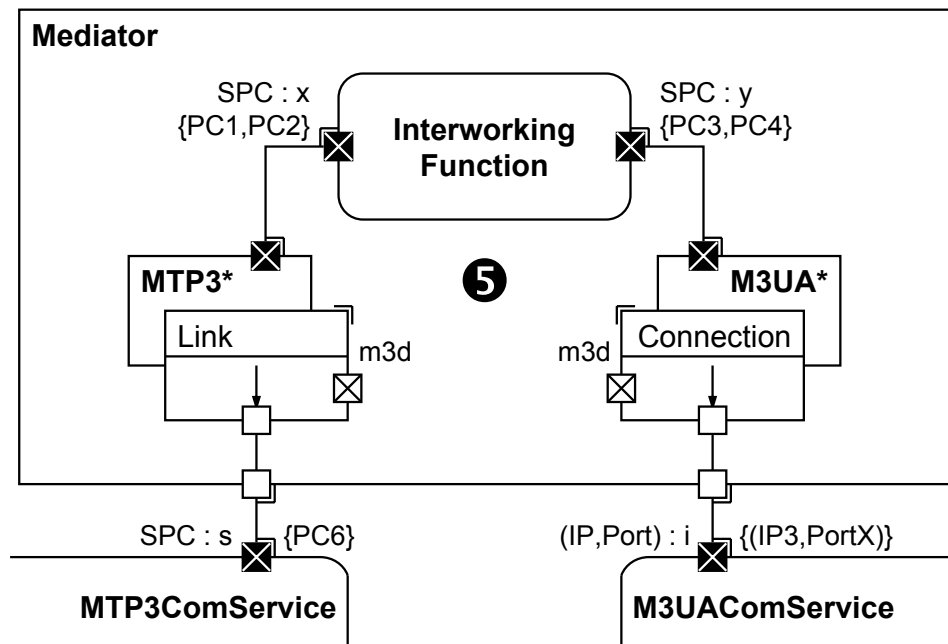 Mediator
SPC : x
{PC1,PC2}
Interworking
Function
SPC : y
{PC3,PC4}
MTP3*
5
M3UA*
Link
m3d
m3d
Connection
SPC : s
{PC6}
(IP,Port) : i
{(IP3,PortX)}
MTP3ComService
M3UAComService